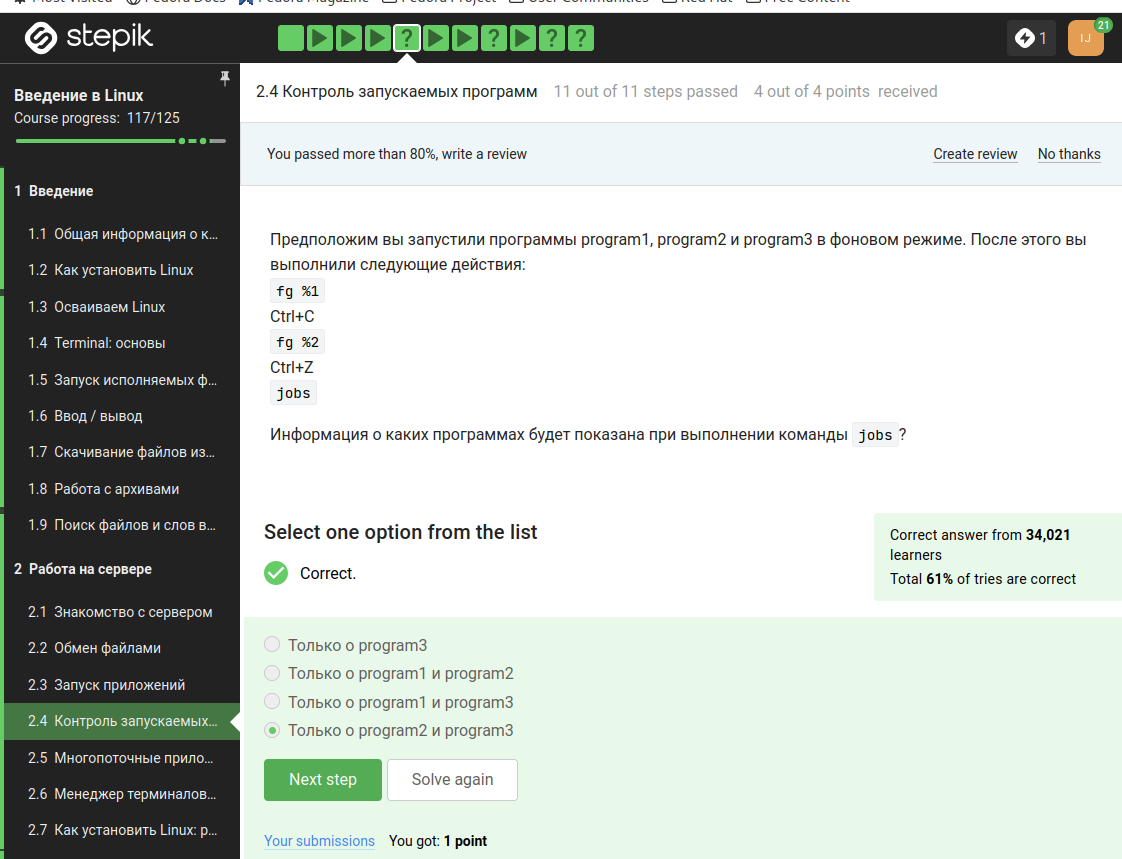 Most Visited Fedora Docs Fedora Magazine Fedora Project User Communities Red Hat Free Content
stepik
? ? ? ?
1
IJ
21
Введение в Linux
Course progress: 117/125
2.4 Контроль запускаемых программ 11 out of 11 steps passed 4 out of 4 points received
You passed more than 80%, write a review
Create review No thanks
1 Введение
1.1 Общая информация о к...
1.2 Как установить Linux
1.3 Осваиваем Linux
1.4 Terminal: основы
1.5 Запуск исполняемых ф...
1.6 Ввод / вывод
1.7 Скачивание файлов из...
1.8 Работа с архивами
1.9 Поиск файлов и слов в...
2 Работа на сервере
2.1 Знакомство с сервером
2.2 Обмен файлами
2.3 Запуск приложений
2.4 Контроль запускаемых...
2.5 Многопоточные прило...
2.6 Менеджер терминалов...
2.7 Как установить Linux: р...
Предположим вы запустили программы program1, program2 и program3 в фоновом режиме. После этого вы
выполнили следующие действия:
fg %1
Ctrl+C
fg %2
Ctrl+Z
jobs
Информация о каких программах будет показана при выполнении команды jobs ?
Select one option from the list
Correct.
Correct answer from 34,021
learners
Total 61% of tries are correct
Только о program3
Только о program1 и program2
Только о program1 и program3
Только о program2 и program3
Next step Solve again
Your submissions You got: 1 point